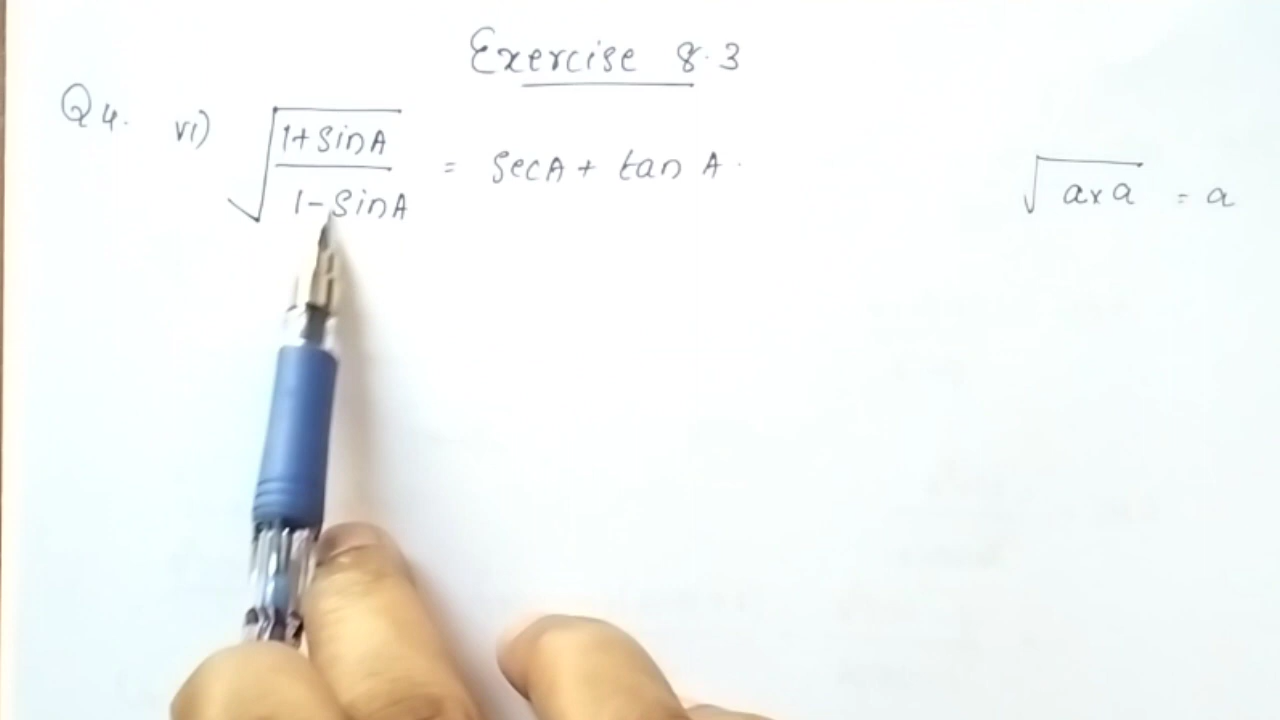 Exercise 8.3
Q4. vi) √(1+sinA / 1-sinA) = secA + tan A.
√(a×a) = a